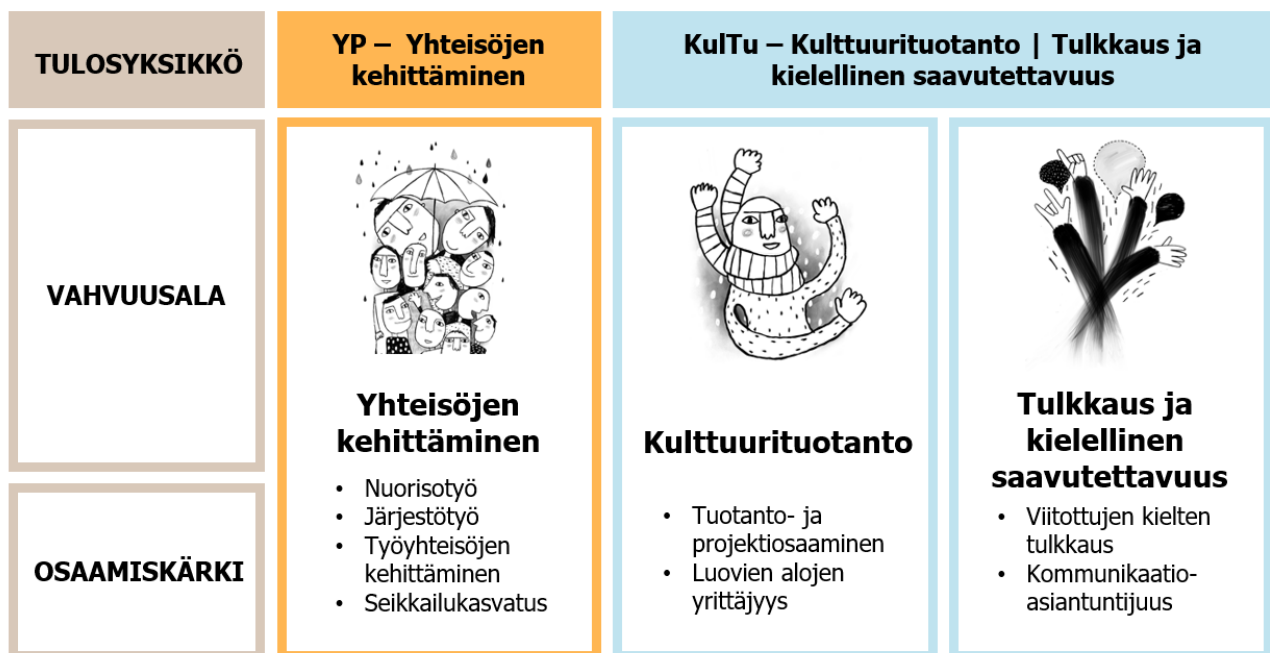 TULOSYKSIKKÖ
YP – Yhteisöjen
kehittäminen
KulTu – Kulttuurituotanto | Tulkkaus ja
kielellinen saavutettavuus
VAHVUUSALA
Yhteisöjen
kehittäminen
Kulttuurituotanto
Tulkkaus ja
kielellinen
saavutettavuus
OSAAMISKÄRKI
• Nuorisotyö
• Järjestötyö
• Työyhteisöjen
kehittäminen
• Seikkailukasvatus
• Tuotanto- ja
projektiosaaminen
• Luovien alojen
yrittäjyys
• Viitottujen kielten
tulkkaus
• Kommunikaatio-
asiantuntijuus